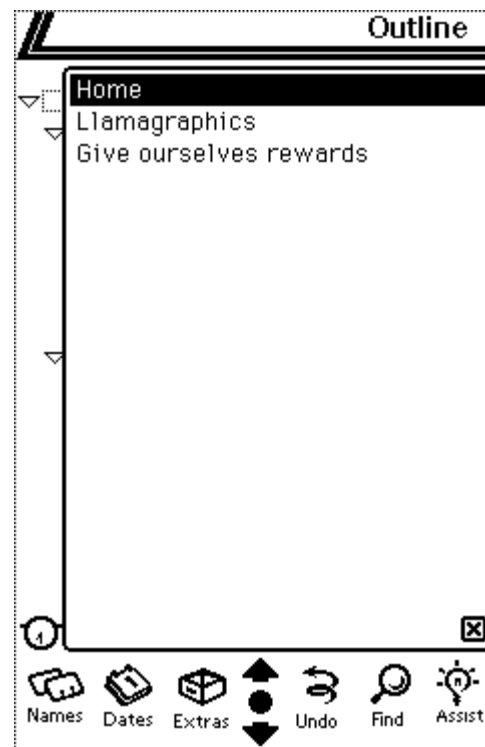 Outline
Home
Llamagraphics
Give ourselves rewards
Names Dates Extras Undo Find Assist